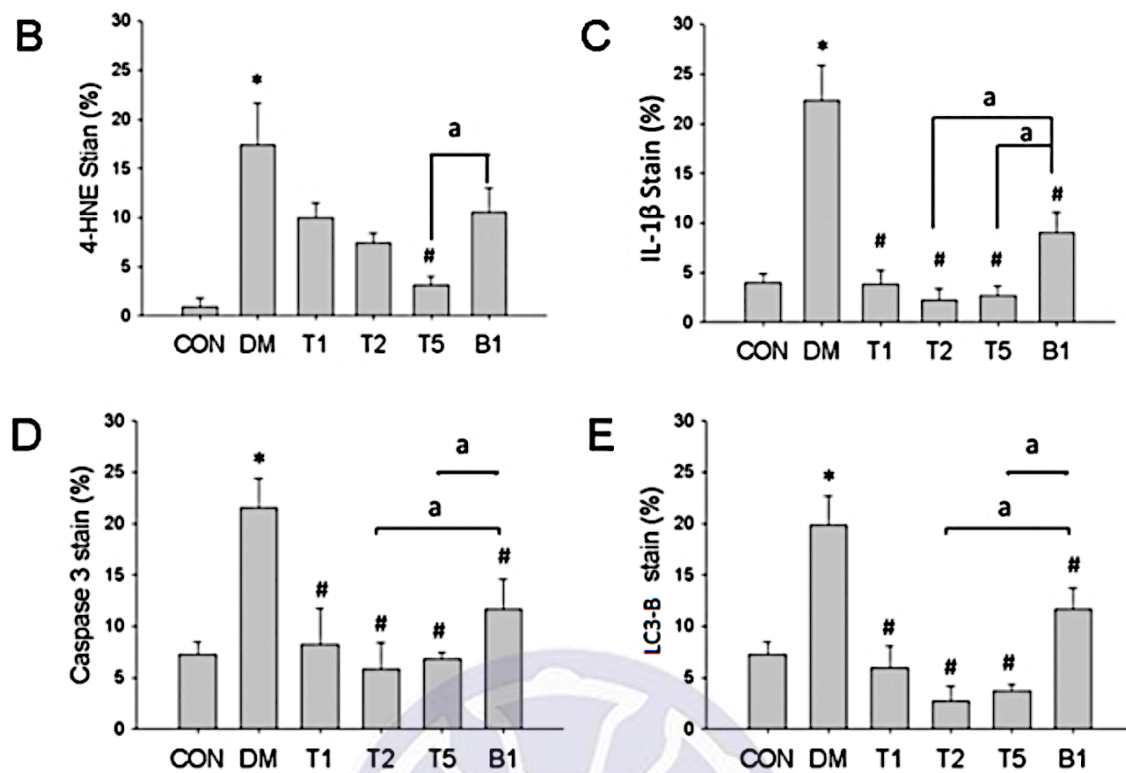 B
4-HNE Stian (%)
30
25
20
15
10
5
0
*
#
a
CON DM T1 T2 T5 B1
C
IL-1β Stain (%)
30
25
20
15
10
5
0
*
#
#
#
#
a
a
CON DM T1 T2 T5 B1
D
Caspase 3 stain (%)
30
25
20
15
10
5
0
*
#
#
#
#
a
a
CON DM T1 T2 T5 B1
E
LC3-B stain (%)
30
25
20
15
10
5
0
*
#
#
#
#
a
a
CON DM T1 T2 T5 B1